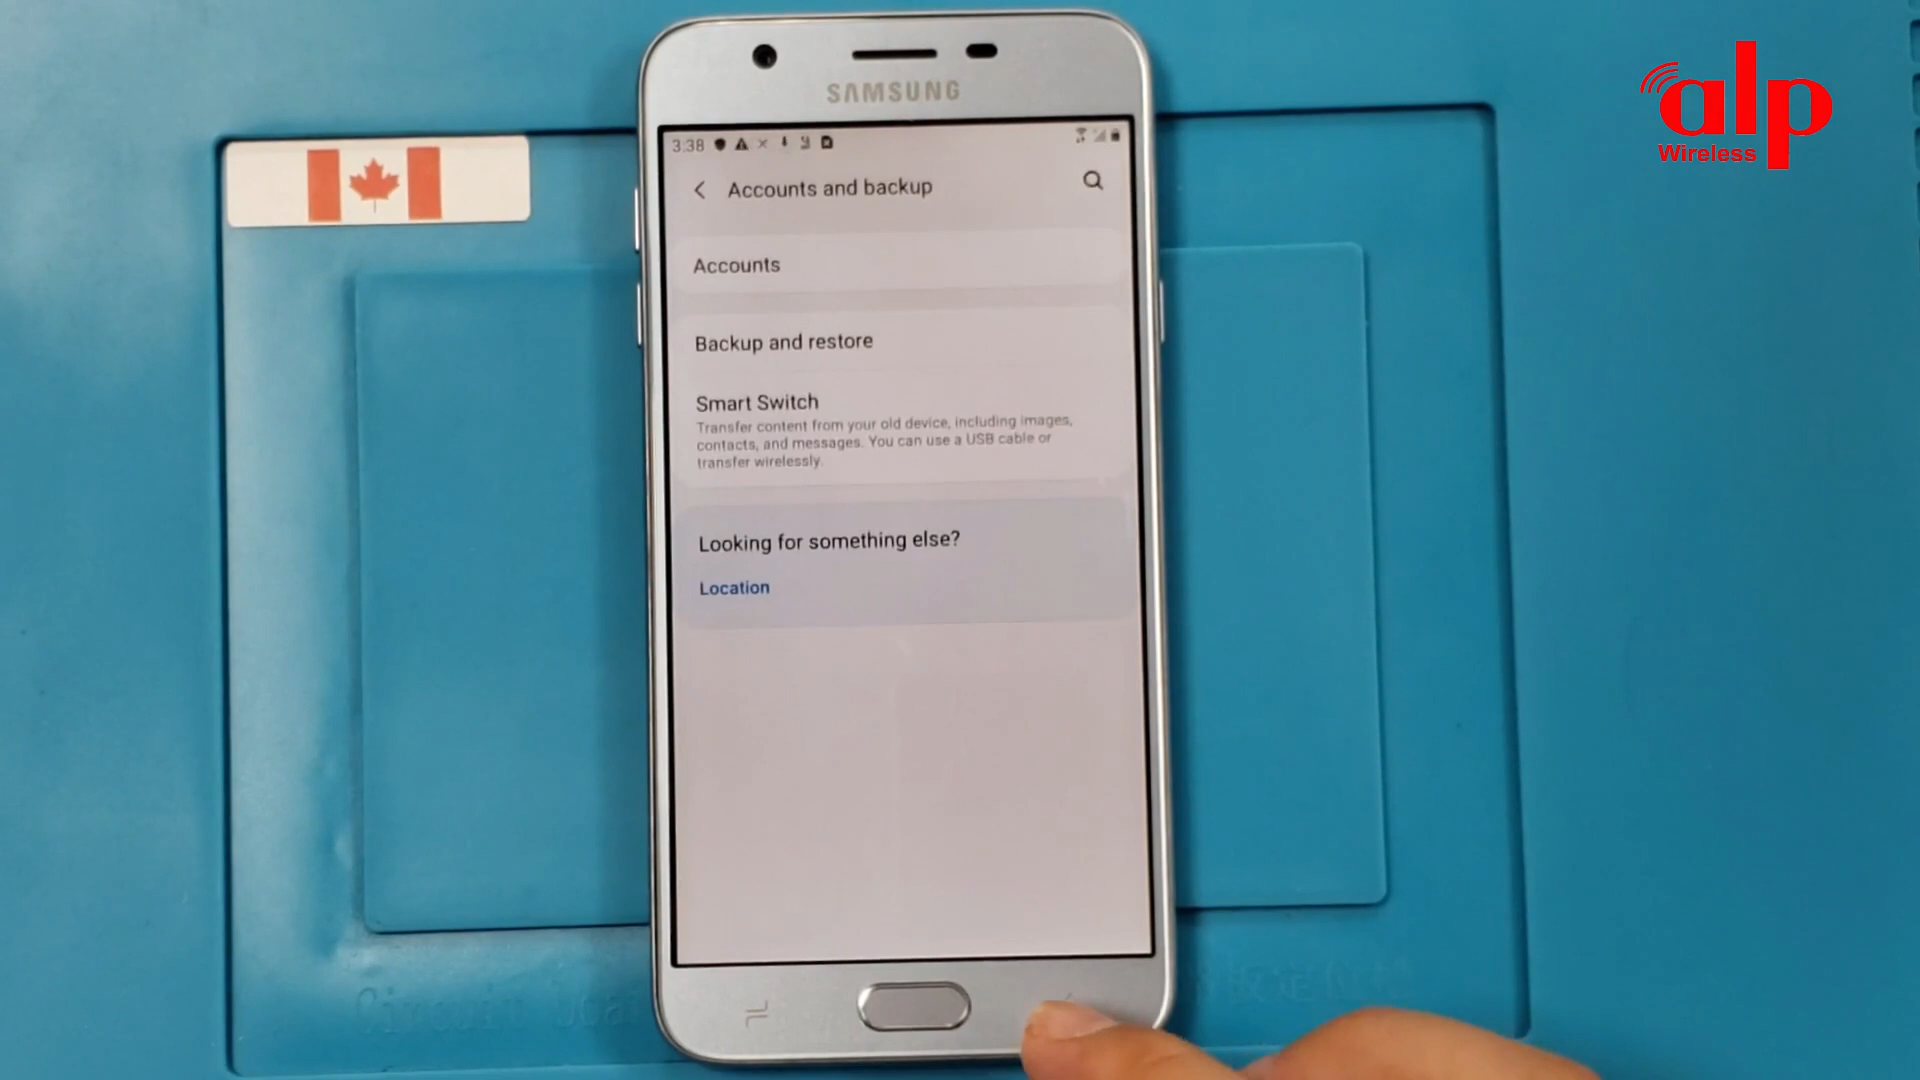 alp
Wireless
SAMSUNG
3:38
Accounts and backup
Accounts
Backup and restore
Smart Switch
Transfer content from your old device, including images,
contacts, and messages. You can use a USB cable or
transfer wirelessly.
Looking for something else?
Location